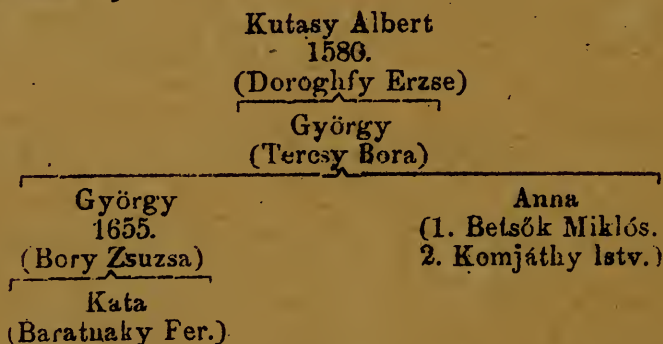 Kutasy Albert
1580.
(Doroghfy Erzse)
György
(Tercsy Bora)
György
1655.
(Bory Zsuzsa)
Anna
(1. Betsők Miklós.
2. Komjáthy Istv.)
Kata
(Baratnaky Fer.)